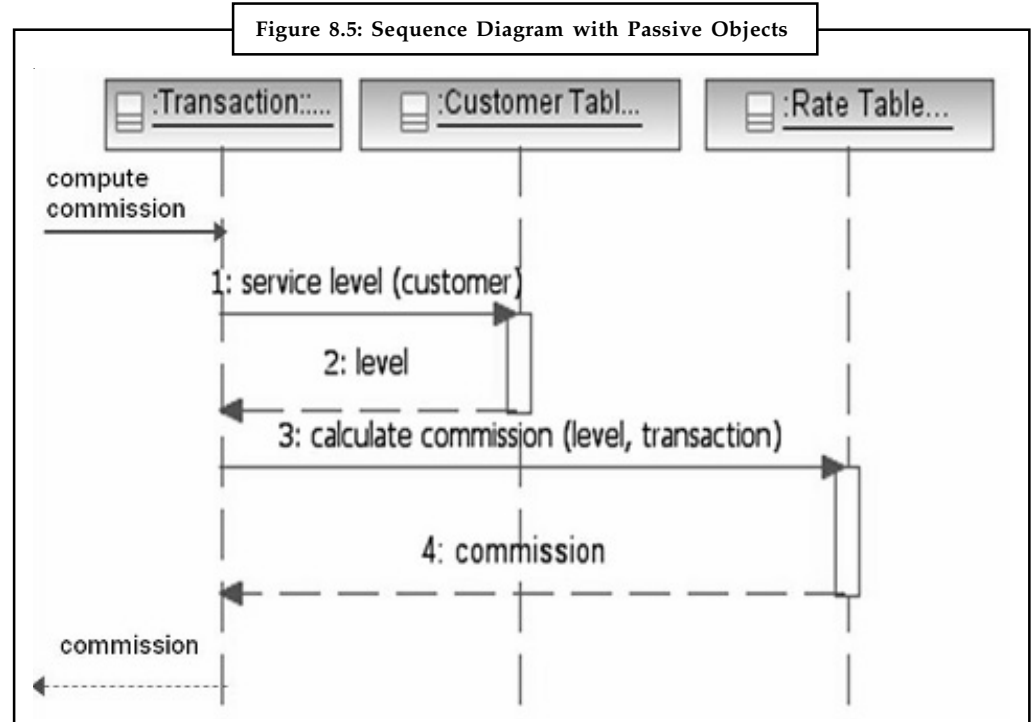 Figure 8.5: Sequence Diagram with Passive Objects
:Transaction::...
:Customer Tabl...
:Rate Table...
compute
commission
1: service level (customer)
2: level
3: calculate commission (level, transaction)
4: commission
commission